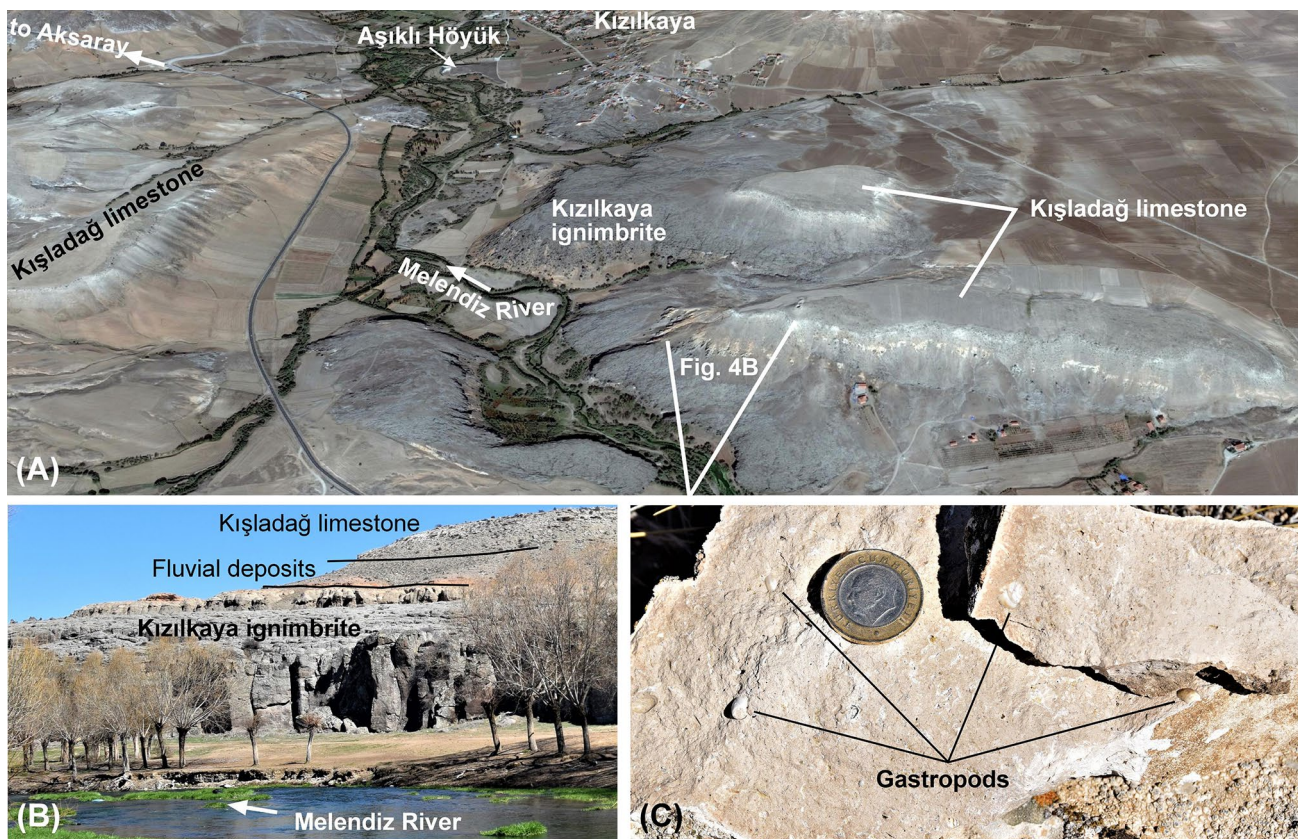 to Aksaray
Aşıklı Höyük
Kızılkaya
Kışladağ limestone
Kızılkaya
ignimbrite
Kışladağ limestone
Melendiz River
Fig. 4B
(A)
Kışladağ limestone
Fluvial deposits
Kızılkaya ignimbrite
(B)
Melendiz River
Gastropods
(C)